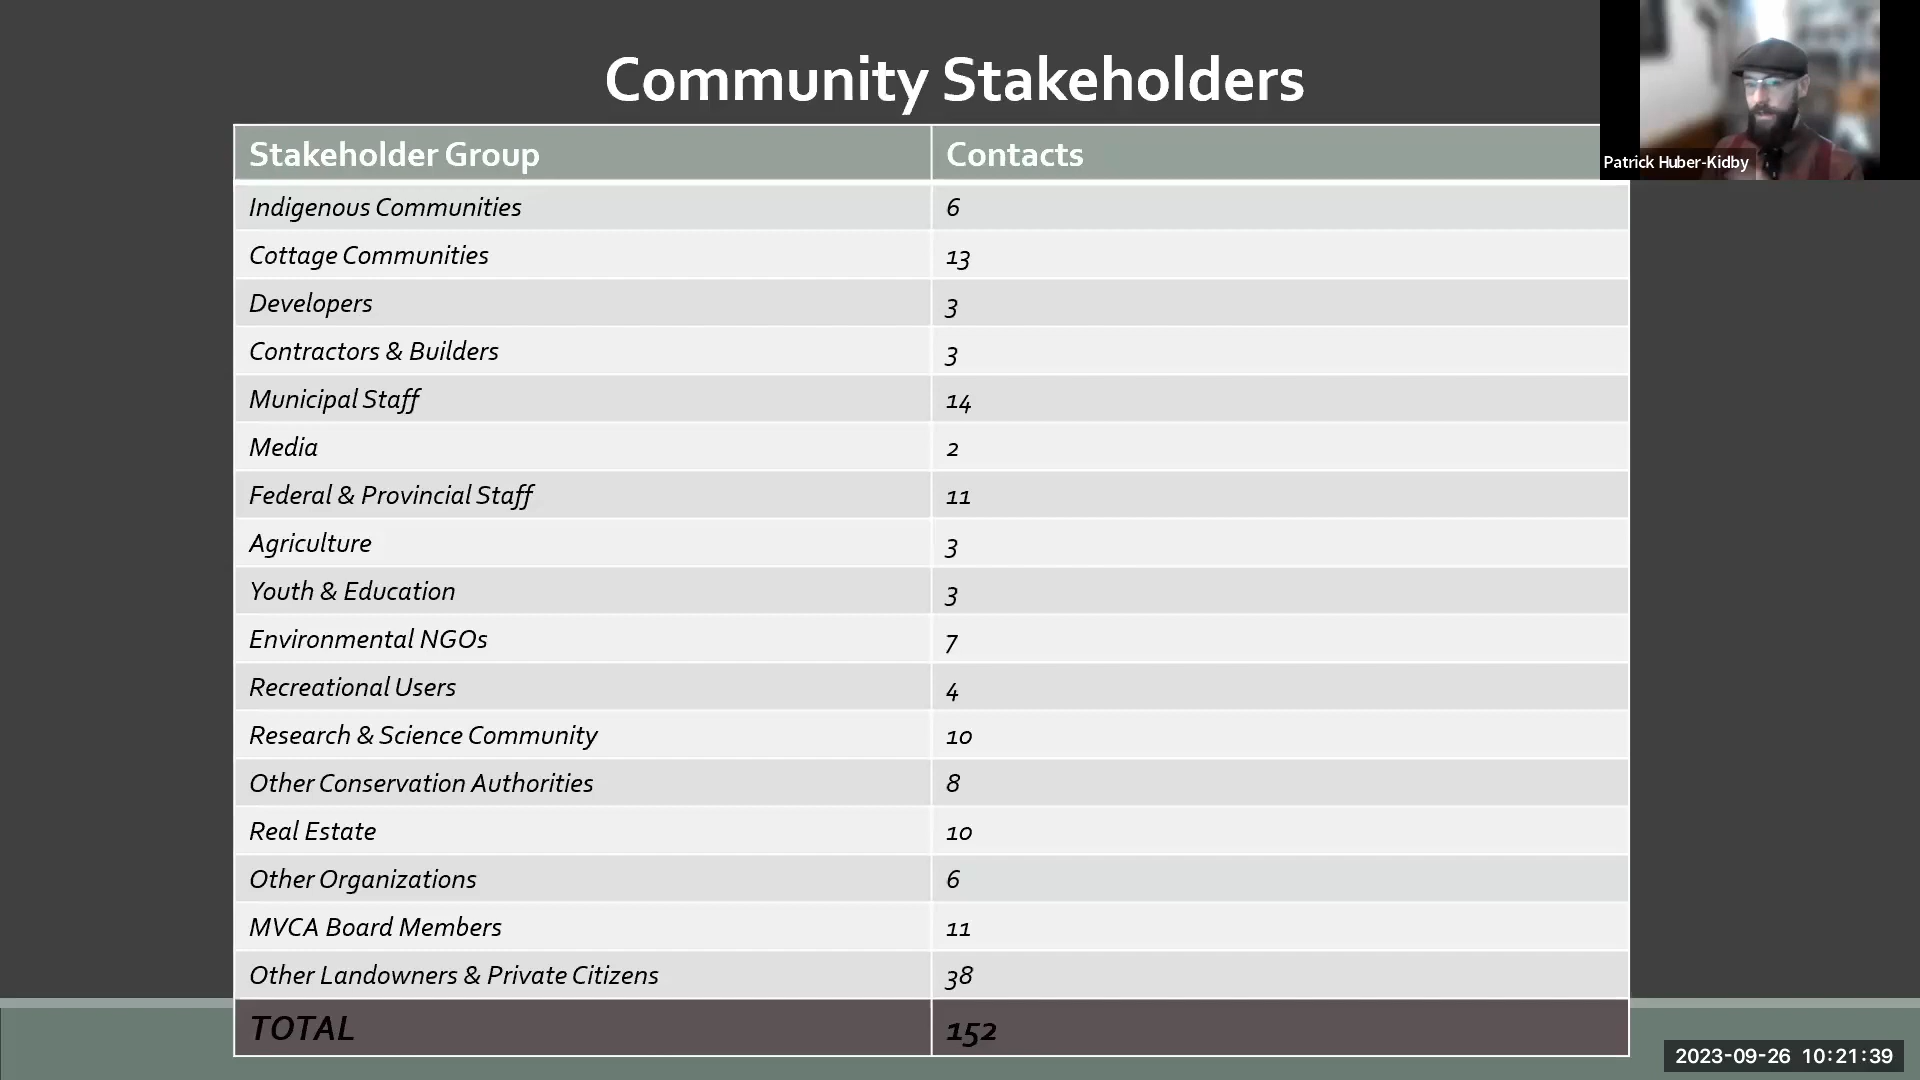 Community Stakeholders
Patrick Huber-Kidby
Stakeholder Group Contacts
Indigenous Communities 6
Cottage Communities 13
Developers 3
Contractors & Builders 3
Municipal Staff 14
Media 2
Federal & Provincial Staff 11
Agriculture 3
Youth & Education 3
Environmental NGOs 7
Recreational Users 4
Research & Science Community 10
Other Conservation Authorities 8
Real Estate 10
Other Organizations 6
MVCA Board Members 11
Other Landowners & Private Citizens 38
TOTAL 152
2023-09-26 10:21:39